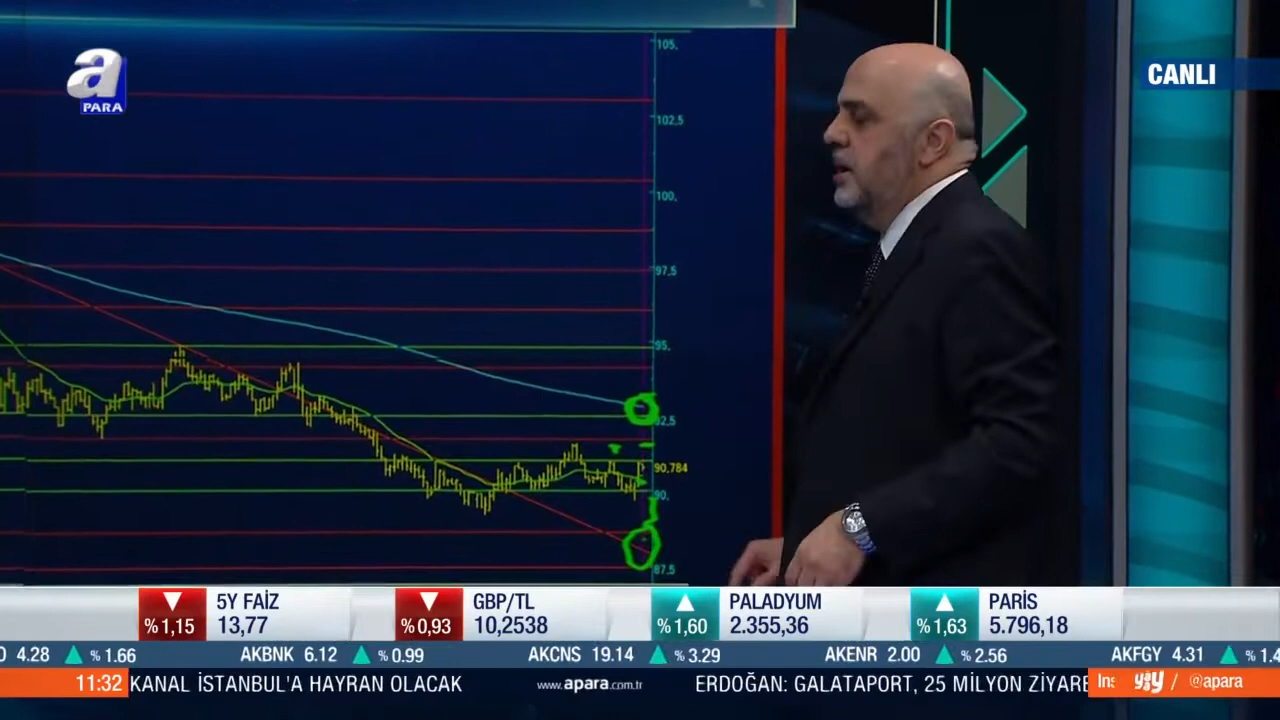 a
PARA
CANLI
105,
102,5
100,
97,5
95,
92,5
90,784
90,
87,5
% 1,15
5Y FAİZ
13,77
% 0,93
GBP/TL
10,2538
% 1,60
PALADYUM
2.355,36
% 1,63
PARİS
5.796,18
4.28 % 1.66 AKBNK 6.12 % 0.99 AKCNS 19.14 % 3.29 AKENR 2.00 % 2.56 AKFGY 4.31 % 1.4
11:32 KANAL İSTANBUL'A HAYRAN OLACAK www.apara.com.tr ERDOĞAN: GALATAPORT, 25 MİLYON ZİYARE Ins / @apara